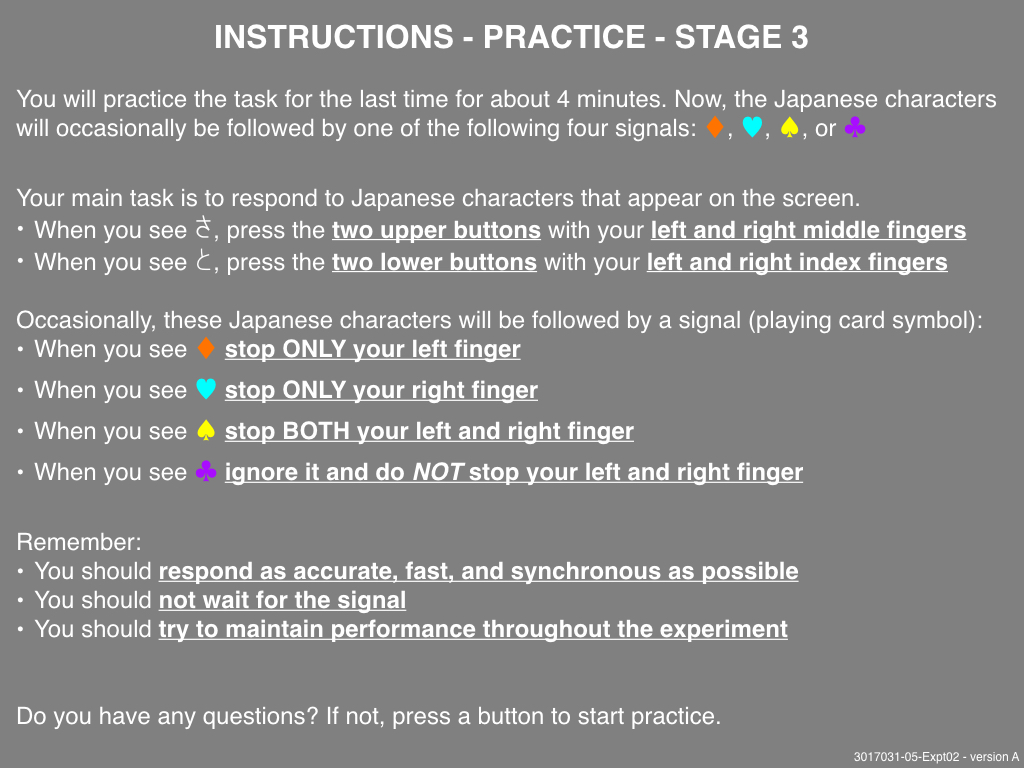 INSTRUCTIONS - PRACTICE - STAGE 3
You will practice the task for the last time for about 4 minutes. Now, the Japanese characters
will occasionally be followed by one of the following four signals: ♦, ♥, ♠, or ♣
Your main task is to respond to Japanese characters that appear on the screen.
• When you see さ, press the two upper buttons with your left and right middle fingers
• When you see と, press the two lower buttons with your left and right index fingers
Occasionally, these Japanese characters will be followed by a signal (playing card symbol):
• When you see ♦ stop ONLY your left finger
• When you see ♥ stop ONLY your right finger
• When you see ♠ stop BOTH your left and right finger
• When you see ♣ ignore it and do NOT stop your left and right finger
Remember:
• You should respond as accurate, fast, and synchronous as possible
• You should not wait for the signal
• You should try to maintain performance throughout the experiment
Do you have any questions? If not, press a button to start practice.
3017031-05-Expt02 - version A